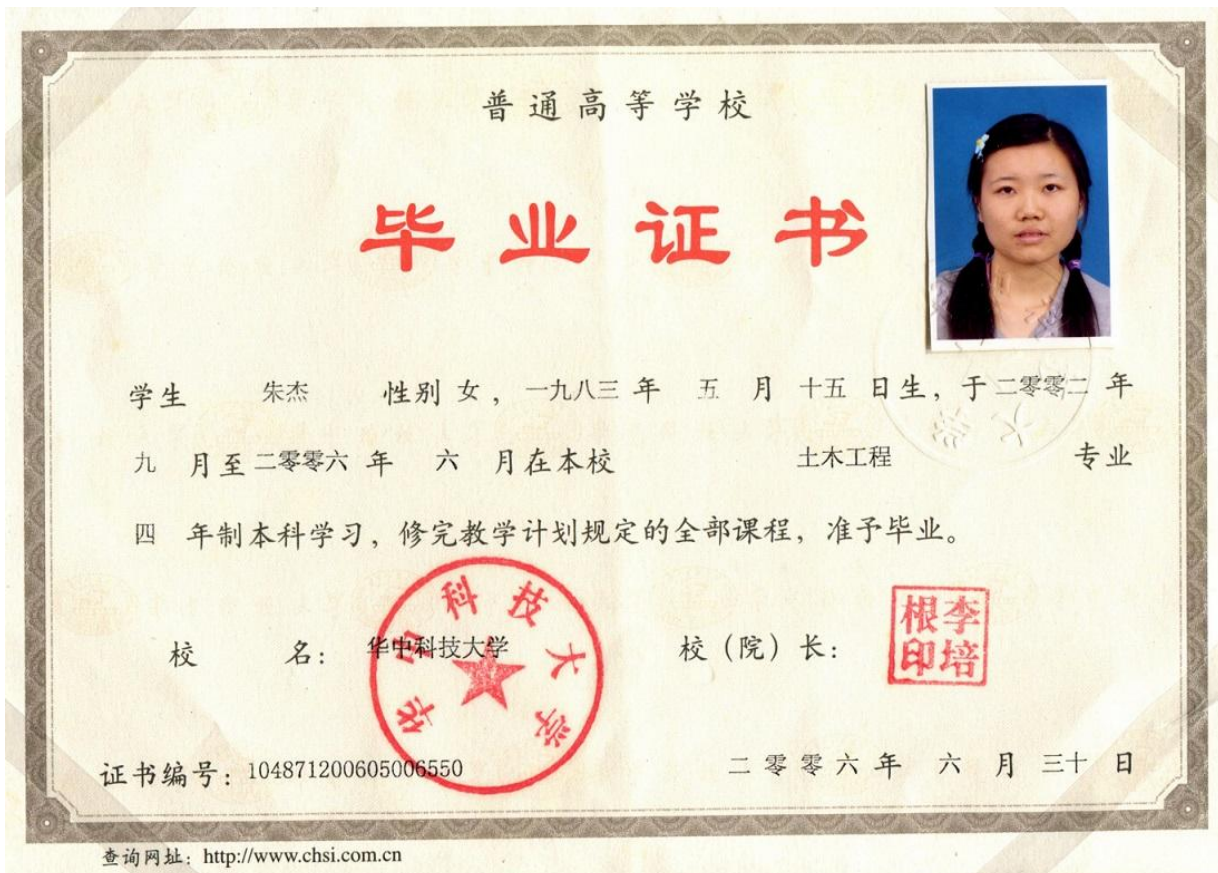 普通高等学校
毕业证书
学生 朱杰 性别 女，一九八三 年 五 月 十五 日生，于 二零零二 年
九 月至 二零零六 年 六 月在本校 土木工程 专业
四 年制本科学习，修完教学计划规定的全部课程，准予毕业。
校 名：华中科技大学 校（院）长：
华中科技大学
李培根印
证书编号：104871200605006550 二零零六年 六 月 三十 日
查询网址：http://www.chsi.com.cn